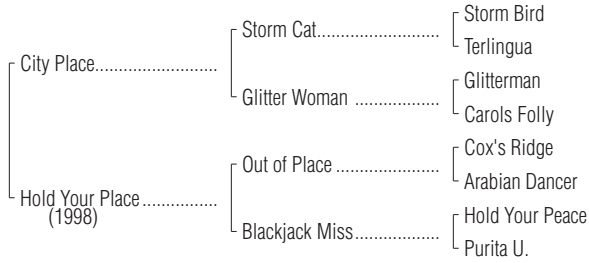 Storm Bird
Storm Cat......................................
Terlingua
City Place..........................
Glitterman
Glitter Woman ..................
Carols Folly
Cox's Ridge
Out of Place ......................
Arabian Dancer
Hold Your Place ................
(1998)
Hold Your Peace
Blackjack Miss..................
Purita U.